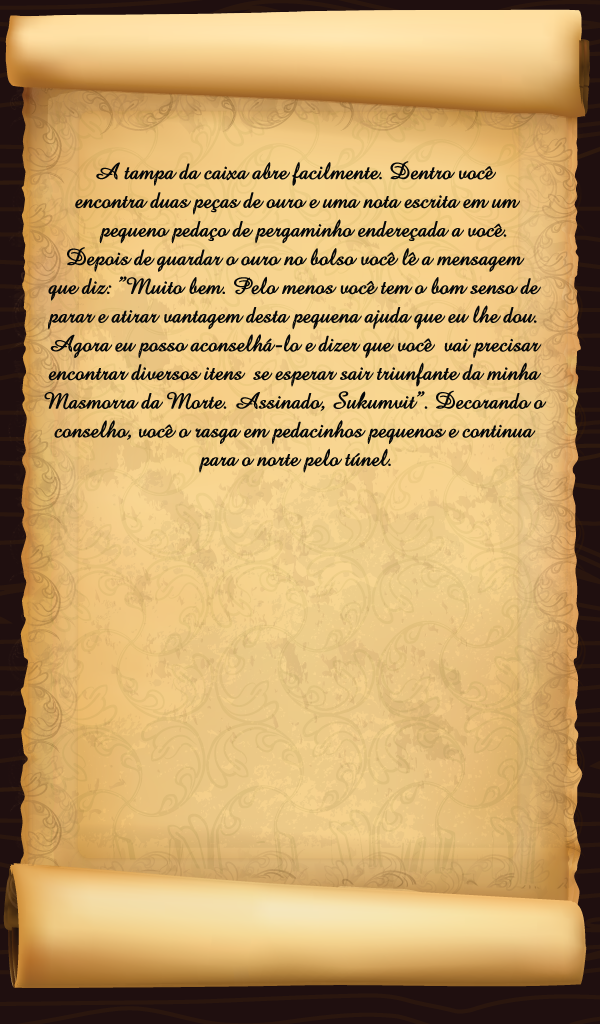 A tampa da caixa abre facilmente. Dentro você
encontra duas peças de ouro e uma nota escrita em um
pequeno pedaço de pergaminho endereçada a você.
Depois de guardar o ouro no bolso você lê a mensagem
que diz: "Muito bem. Pelo menos você tem o bom senso de
parar e atirar vantagem desta pequena ajuda que eu lhe dou.
Agora eu posso aconselhá-lo e dizer que você  vai precisar
encontrar diversos itens  se esperar sair triunfante da minha
Masmorra da Morte. Assinado, Sukumvit". Decorando o
conselho, você o rasga em pedacinhos pequenos e continua
para o norte pelo túnel.